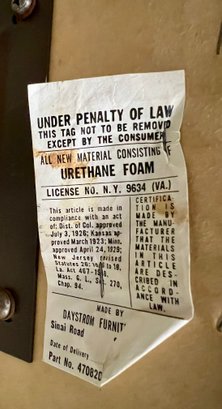 UNDER PENALTY OF LAW
THIS TAG NOT TO BE REMOVED
EXCEPT BY THE CONSUMER
ALL NEW MATERIAL CONSISTING OF
URETHANE FOAM
LICENSE NO. N.Y. 9634 (VA.)
This article is made in
compliance with an act
of; Dist. of Col. approved
July 3, 1926; Kansas ap-
proved March 1923; Minn.
approved April 24, 1929;
New Jersey revised
Statutes 26: to 18,
La. Act 467-
Mass. G. L. 270,
Chap. 94.
CERTIFICA-
TION IS
MADE BY
THE MANU-
FACTURER
THAT THE
MATERIALS
IN THIS
ARTICLE
ARE DES-
CRIBED IN
ACCORD-
ANCE WITH
LAW.
MADE BY
DAYSTROM FURNIT
Sinai Road
Date of Delivery
Part No. 47082